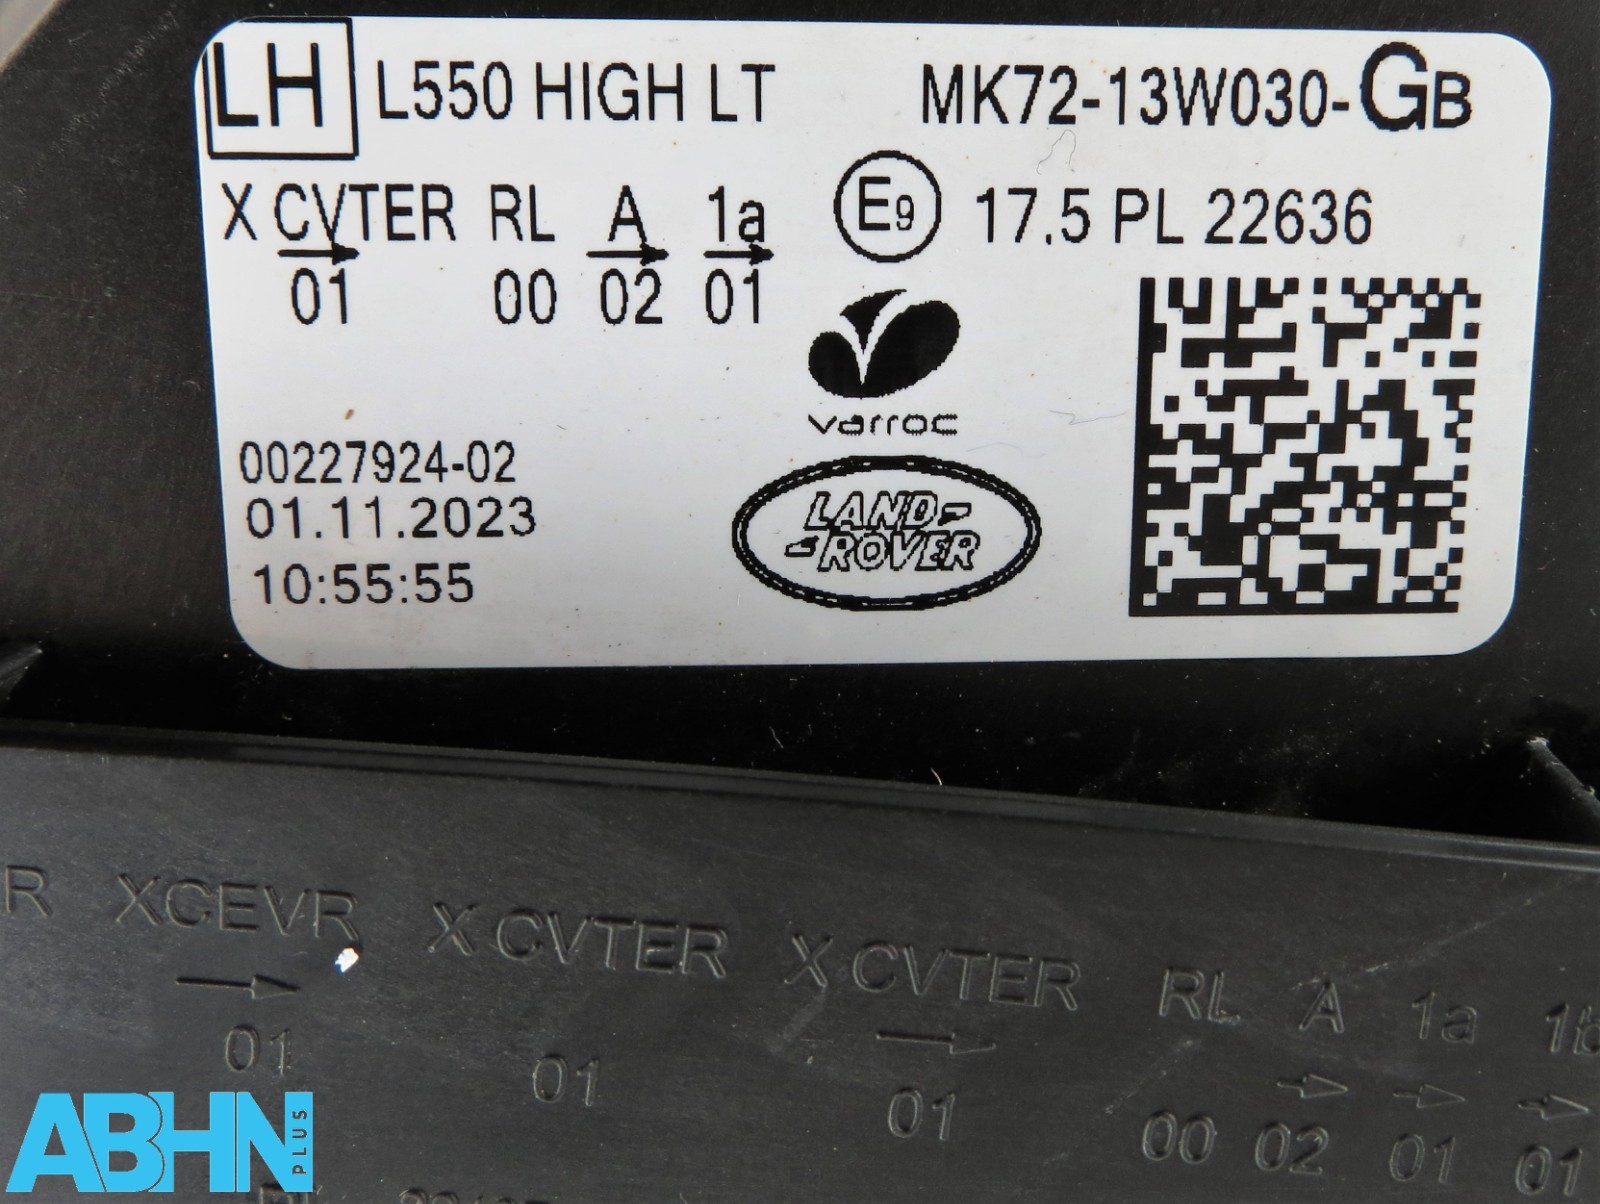 LH L550 HIGH LT MK72-13W030-GB
X CVTER RL A 1a E9 17.5 PL 22636
01 00 02 01
varroc
00227924-02
01.11.2023
10:55:55
LAND-
-ROVER
R XCEVR X CVTER X CVTER RL A 1a 1b
01 01 01 00 02 01 01
ABHN PLUS